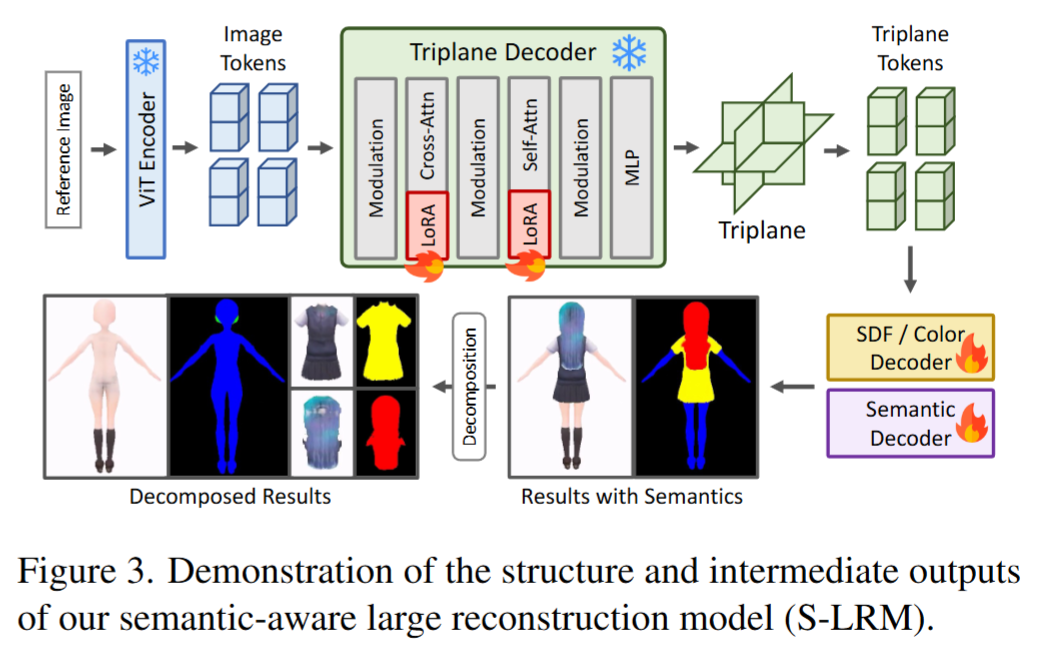 Reference Image
ViT Encoder
Image
Tokens
Triplane Decoder
Modulation
Cross-Attn
LoRA
Modulation
Self-Attn
LoRA
Modulation
MLP
Triplane
Triplane
Tokens
SDF / Color
Decoder
Semantic
Decoder
Results with Semantics
Decomposition
Decomposed Results
Figure 3. Demonstration of the structure and intermediate outputs
of our semantic-aware large reconstruction model (S-LRM).